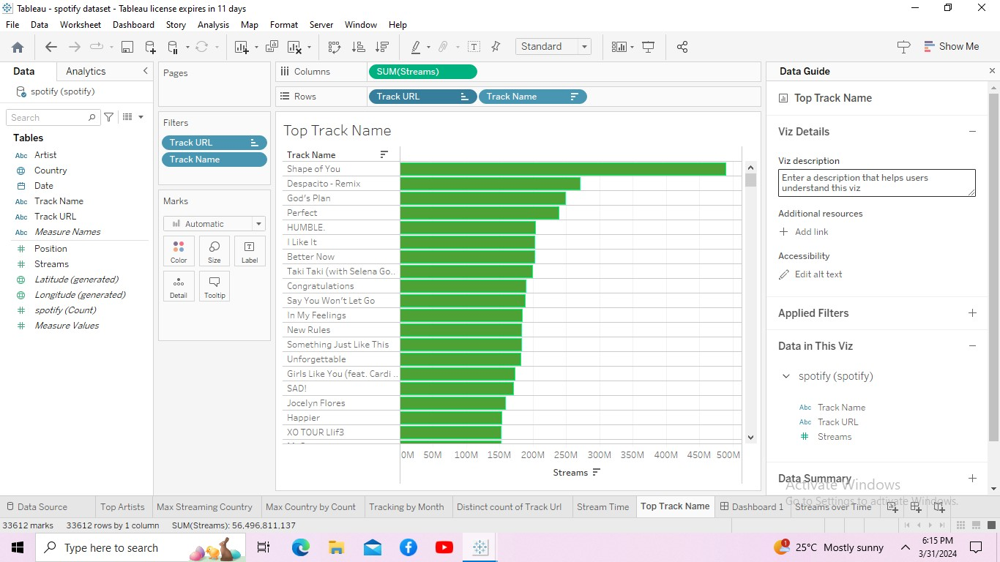 Tableau - spotify dataset - Tableau license expires in 11 days
File Data Worksheet Dashboard Story Analysis Map Format Server Window Help
Standard
Show Me
Data Analytics
spotify (spotify)
Search
Tables
Abc Artist
Country
Date
Abc Track Name
Abc Track URL
Abc Measure Names
Position
Streams
Latitude (generated)
Longitude (generated)
spotify (Count)
Measure Values
Pages
Filters
Track URL
Track Name
Marks
Automatic
Color Size Label
Detail Tooltip
Columns SUM(Streams)
Rows Track URL Track Name
Top Track Name
Track Name
Shape of You
Despacito - Remix
God's Plan
Perfect
HUMBLE.
I Like It
Better Now
Taki Taki (with Selena Go..
Congratulations
Say You Won't Let Go
In My Feelings
New Rules
Something Just Like This
Unforgettable
Girls Like You (feat. Cardi ..
SAD!
Jocelyn Flores
Happier
XO TOUR Llif3
0M 50M 100M 150M 200M 250M 300M 350M 400M 450M 500M
Streams
Data Guide
Top Track Name
Viz Details
Viz description
Enter a description that helps users
understand this viz
Additional resources
Add link
Accessibility
Edit alt text
Applied Filters
Data in This Viz
spotify (spotify)
Abc Track Name
Abc Track URL
Streams
Data Summary
Activate Windows
Go to Settings to activate Windows.
Data Source Top Artists Max Streaming Country Max Country by Count Tracking by Month Distinct count of Track Url Stream Time Top Track Name Dashboard 1 Streams over Time
33612 marks 33612 rows by 1 column SUM(Streams): 56,496,811,137
Type here to search
1
25°C Mostly sunny
6:15 PM
3/31/2024